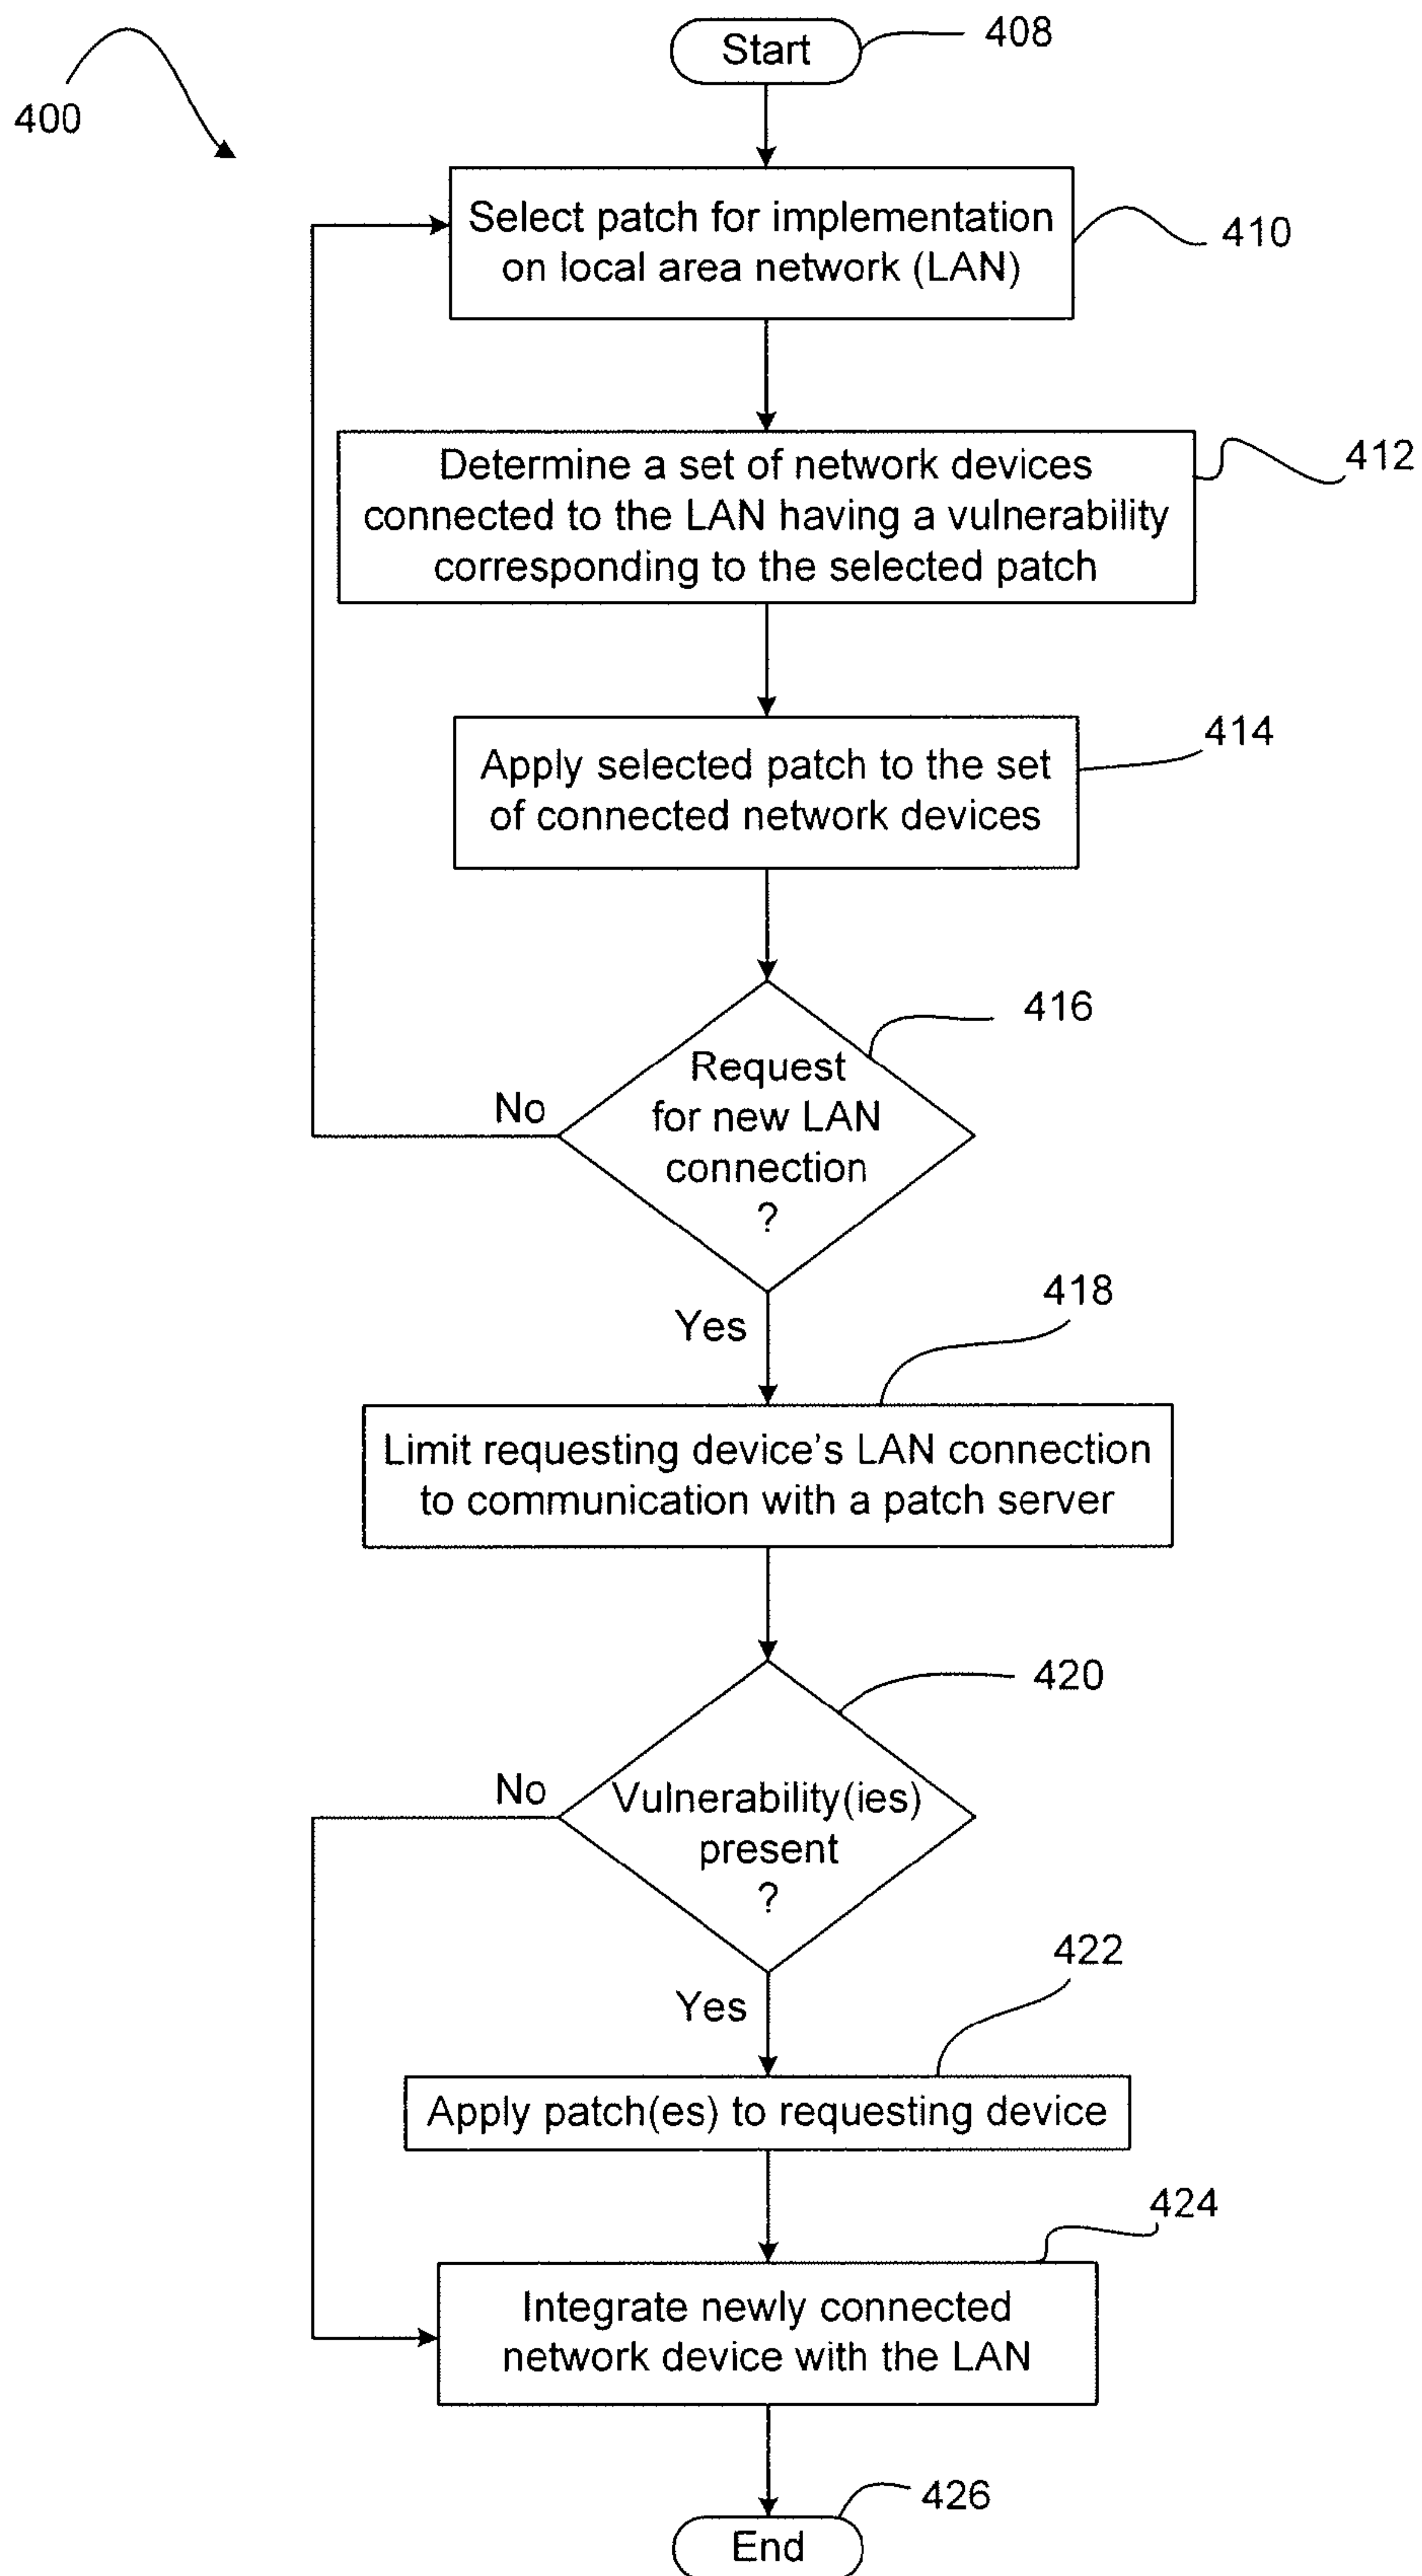 Start
408
400
Select patch for implementation
on local area network (LAN)
410
Determine a set of network devices
connected to the LAN having a vulnerability
corresponding to the selected patch
412
Apply selected patch to the set
of connected network devices
414
Request
for new LAN
connection
?
416
No
Yes
Limit requesting device's LAN connection
to communication with a patch server
418
Vulnerability(ies)
present
?
420
No
Yes
Apply patch(es) to requesting device
422
Integrate newly connected
network device with the LAN
424
End
426